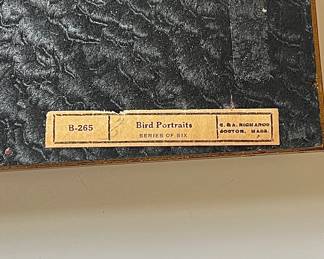 B-265
Bird Portraits
SERIES OF SIX
C. & A. RICHARDS
BOSTON, MASS.